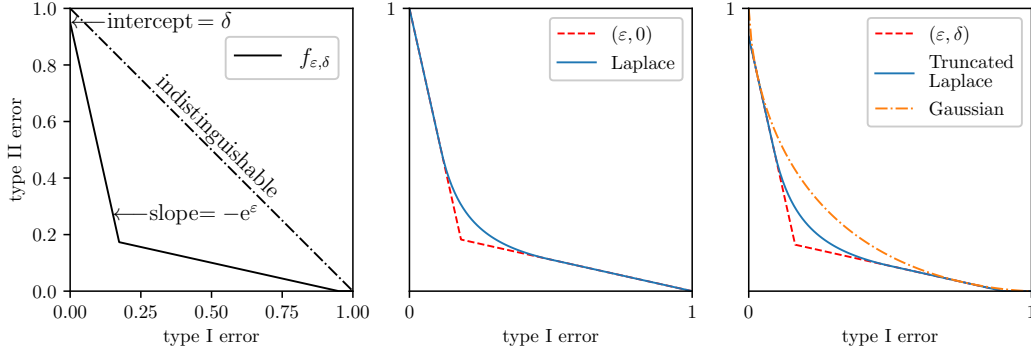 1.0
0.8
0.6
0.4
0.2
0.0
0.00
0.25
0.50
0.75
1.00
type I error
type II error
intercept = δ
f_{ε,δ}
indistinguishable
slope= −e^ε
1
1
type I error
(ε, 0)
Laplace
1
0
1
type I error
(ε, δ)
Truncated
Laplace
Gaussian